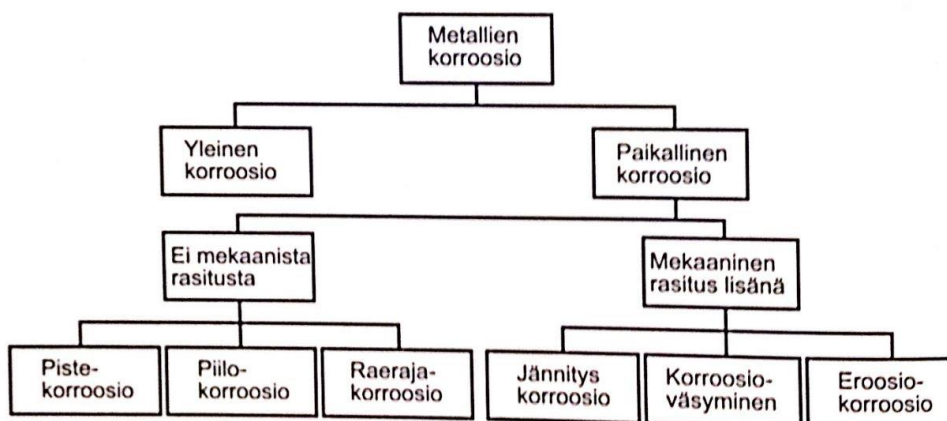 Metallien
korroosio
Yleinen
korroosio
Paikallinen
korroosio
Ei mekaanista
rasitusta
Mekaaninen
rasitus lisänä
Piste-
korroosio
Piilo-
korroosio
Raeraja-
korroosio
Jännitys
korroosio
Korroosio-
väsyminen
Eroosio-
korroosio